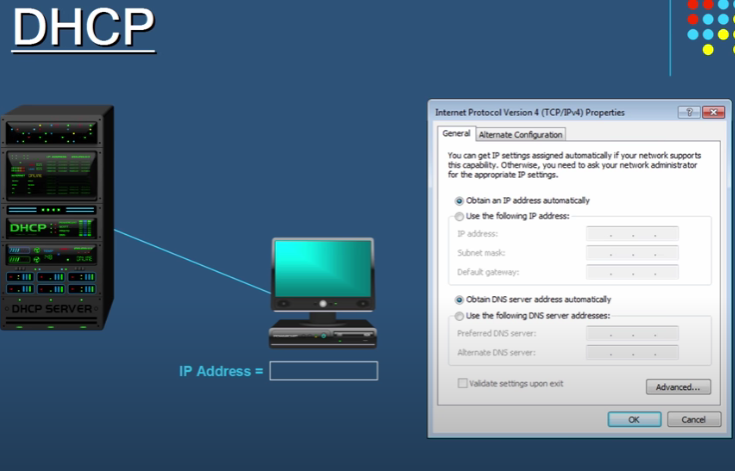 DHCP
DHCP
DHCP SERVER
IP Address =
Internet Protocol Version 4 (TCP/IPv4) Properties
General
Alternate Configuration
You can get IP settings assigned automatically if your network supports
this capability. Otherwise, you need to ask your network administrator
for the appropriate IP settings.
Obtain an IP address automatically
Use the following IP address:
IP address:
Subnet mask:
Default gateway:
Obtain DNS server address automatically
Use the following DNS server addresses:
Preferred DNS server:
Alternate DNS server:
Validate settings upon exit
Advanced...
OK
Cancel